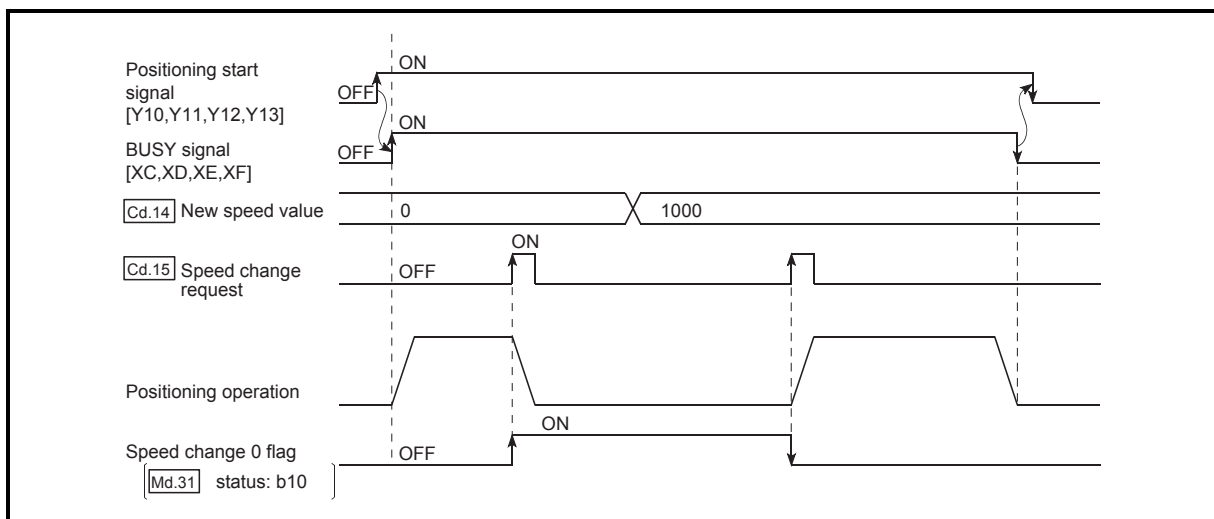 Positioning start
signal
[Y10,Y11,Y12,Y13]
OFF
ON
BUSY signal
[XC,XD,XE,XF]
OFF
ON
Cd.14 New speed value
0
1000
Cd.15 Speed change
request
OFF
ON
Positioning operation
Speed change 0 flag
Md.31 status: b10
OFF
ON